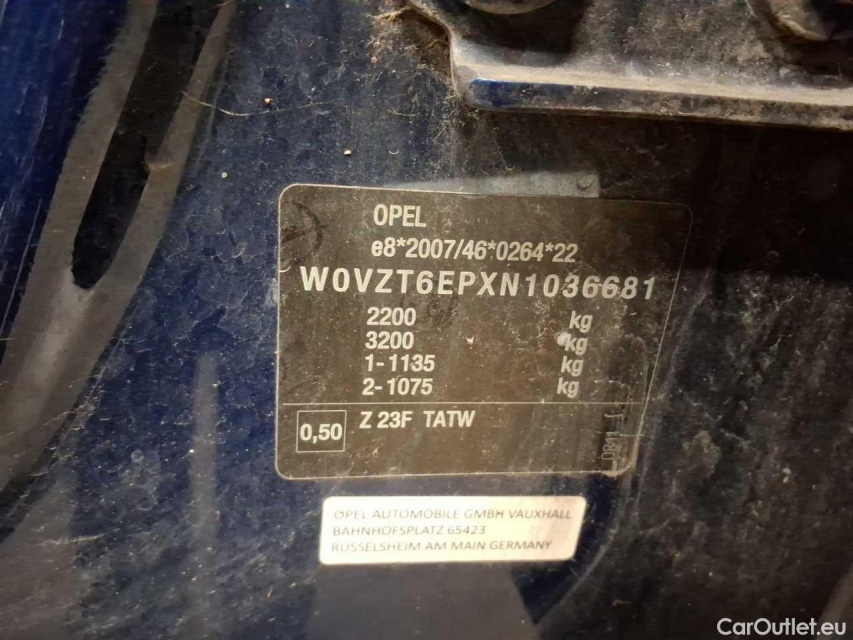 OPEL
e8*2007/46*0264*22
W0VZT6EPXN1036681
2200 kg
3200 kg
1-1135 kg
2-1075 kg
0,50 Z 23F TATW
OPEL AUTOMOBILE GMBH VAUXHALL
BAHNHOFSPLATZ 65423
RÜSSELSHEIM AM MAIN GERMANY
CarOutlet.eu